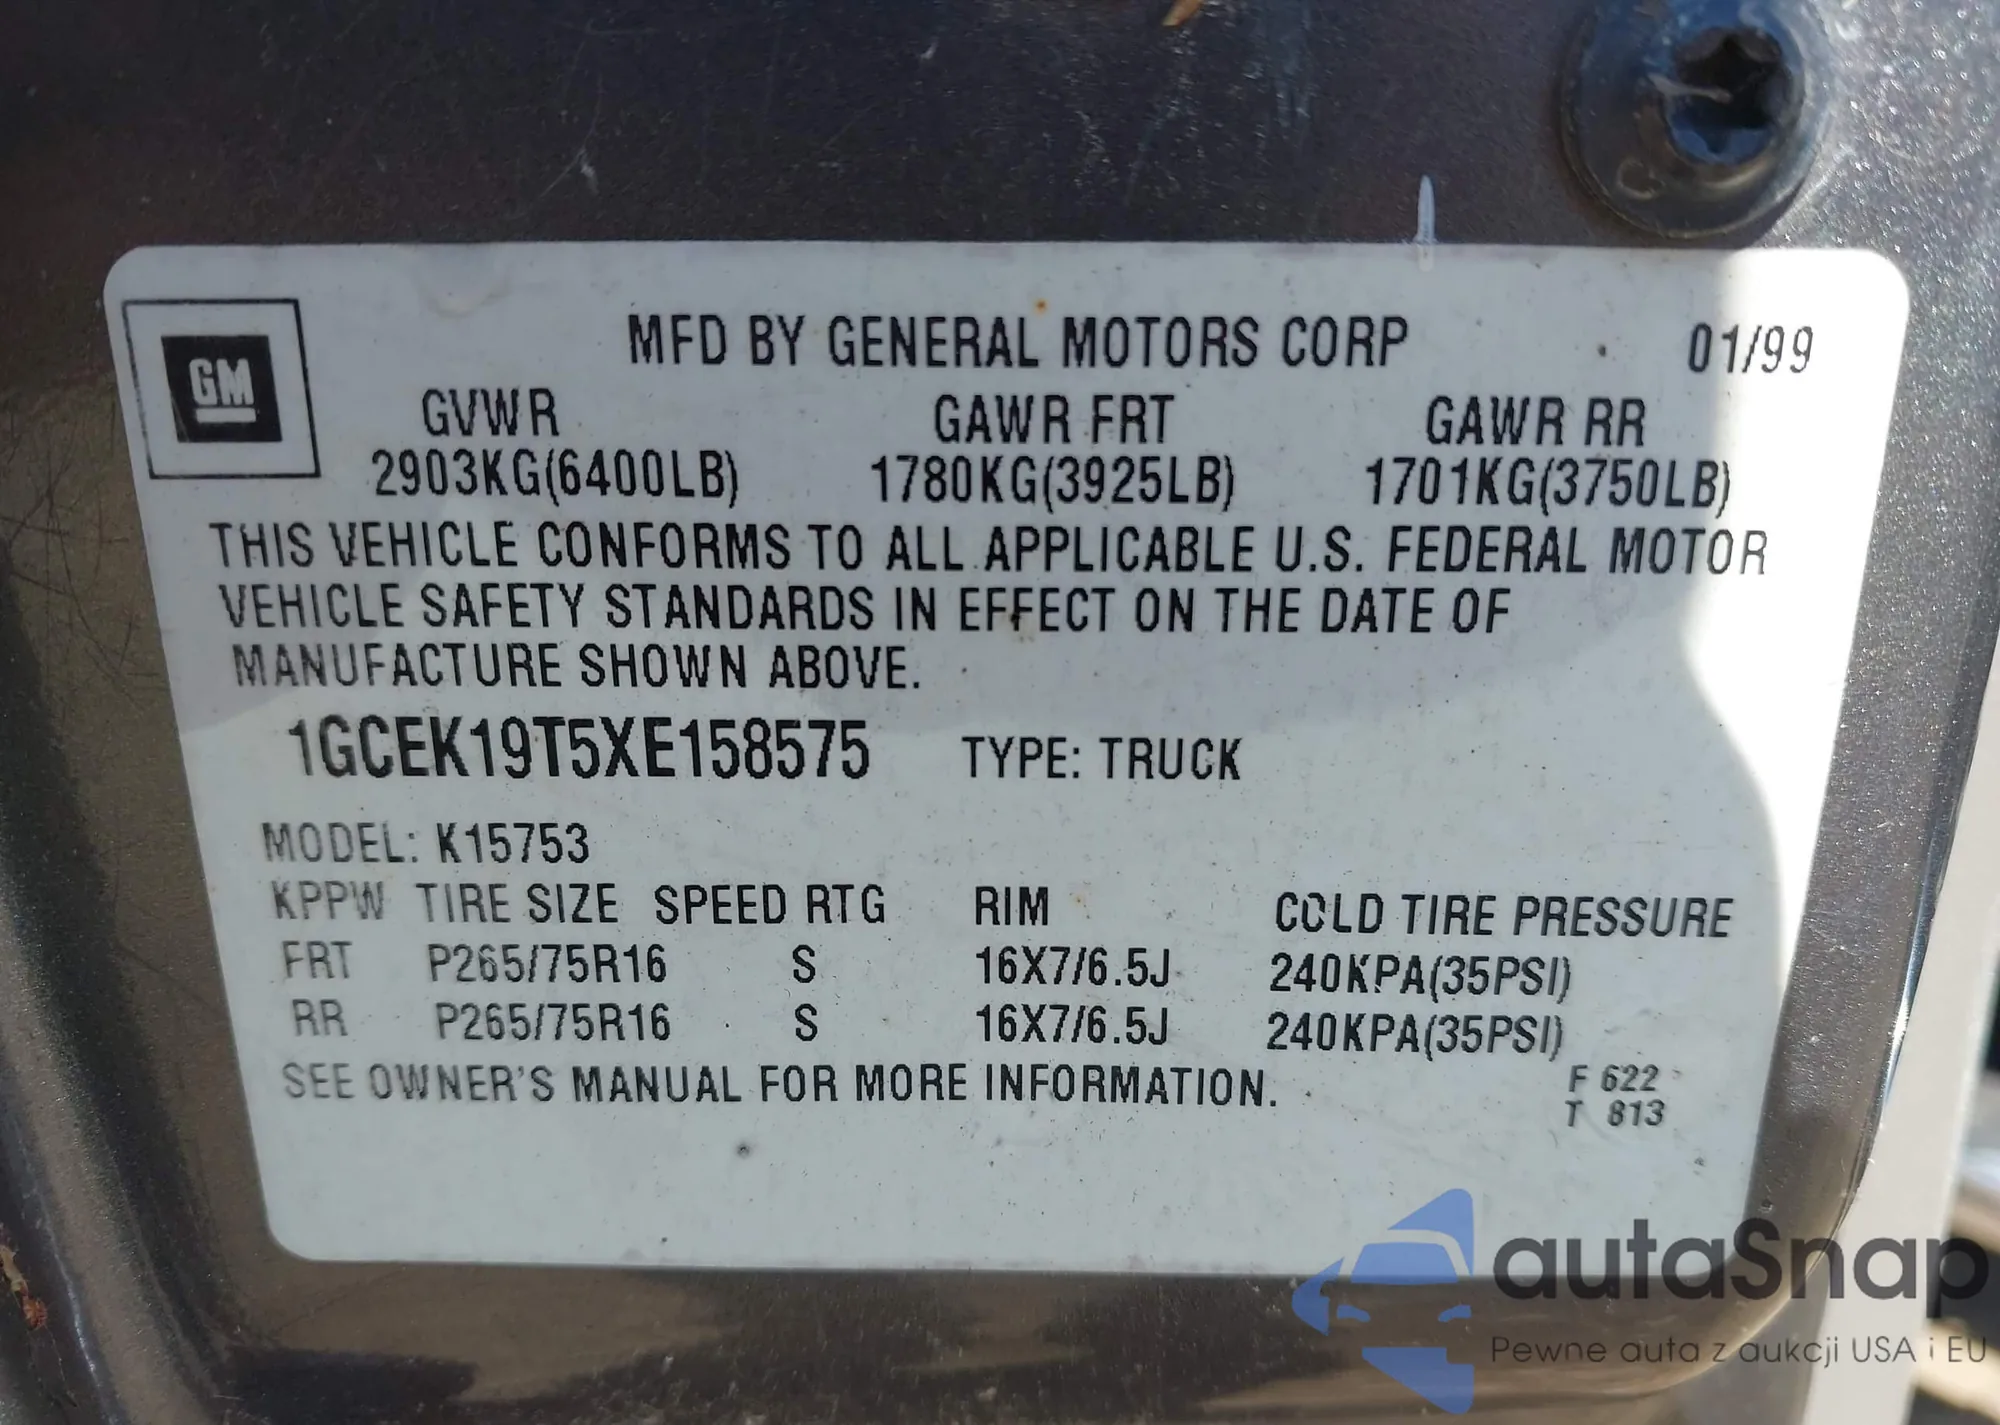 GM
MFD BY GENERAL MOTORS CORP 01/99
GVWR GAWR FRT GAWR RR
2903KG(6400LB) 1780KG(3925LB) 1701KG(3750LB)
THIS VEHICLE CONFORMS TO ALL APPLICABLE U.S. FEDERAL MOTOR
VEHICLE SAFETY STANDARDS IN EFFECT ON THE DATE OF
MANUFACTURE SHOWN ABOVE.
1GCEK19T5XE158575 TYPE: TRUCK
MODEL: K15753
KPPW TIRE SIZE SPEED RTG RIM COLD TIRE PRESSURE
FRT P265/75R16 S 16X7/6.5J 240KPA(35PSI)
RR P265/75R16 S 16X7/6.5J 240KPA(35PSI)
SEE OWNER'S MANUAL FOR MORE INFORMATION.
F 622
T 813
autaSnap
Pewne auta z aukcji USA i EU